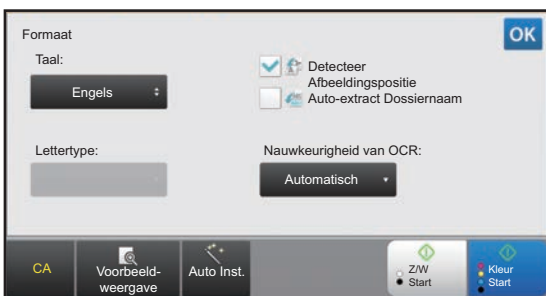 Formaat
OK
Taal:
Engels
Detecteer
Afbeeldingspositie
Auto-extract Dossiernaam
Lettertype:
Nauwkeurigheid van OCR:
Automatisch
CA
Voorbeeld-
weergave
Auto Inst.
Z/W
Start
Kleur
Start